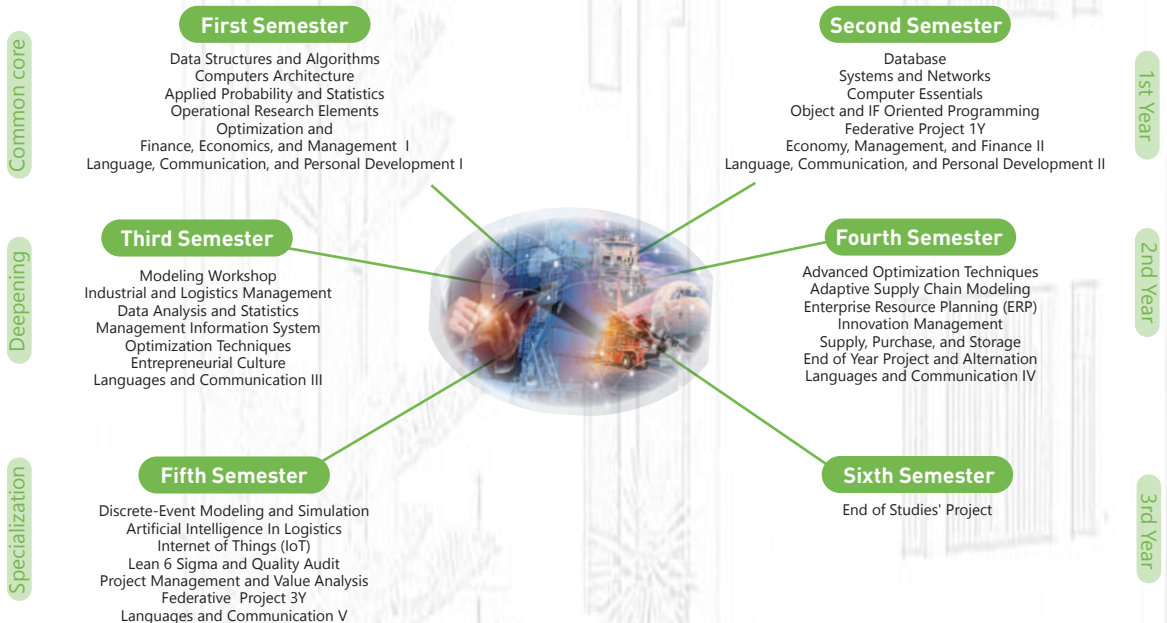 Common core
First Semester
Data Structures and Algorithms
Computers Architecture
Applied Probability and Statistics
Operational Research Elements
Optimization and
Finance, Economics, and Management I
Language, Communication, and Personal Development I
Second Semester
Database
Systems and Networks
Computer Essentials
Object and IF Oriented Programming
Federative Project 1Y
Economy, Management, and Finance II
Language, Communication, and Personal Development II
1st Year
Deepening
Third Semester
Modeling Workshop
Industrial and Logistics Management
Data Analysis and Statistics
Management Information System
Optimization Techniques
Entrepreneurial Culture
Languages and Communication III
Fourth Semester
Advanced Optimization Techniques
Adaptive Supply Chain Modeling
Enterprise Resource Planning (ERP)
Innovation Management
Supply, Purchase, and Storage
End of Year Project and Alternation
Languages and Communication IV
2nd Year
Specialization
Fifth Semester
Discrete-Event Modeling and Simulation
Artificial Intelligence In Logistics
Internet of Things (IoT)
Lean 6 Sigma and Quality Audit
Project Management and Value Analysis
Federative Project 3Y
Languages and Communication V
Sixth Semester
End of Studies' Project
3rd Year